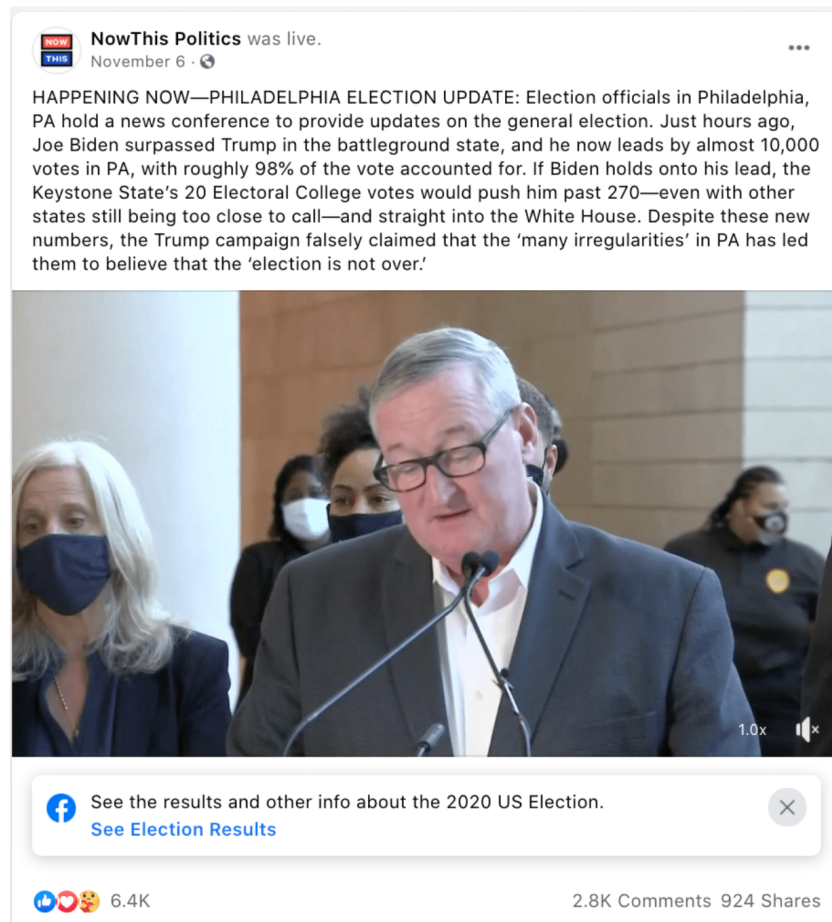 NOW
THIS
NowThis Politics was live.
November 6 ·
HAPPENING NOW—PHILADELPHIA ELECTION UPDATE: Election officials in Philadelphia,
PA hold a news conference to provide updates on the general election. Just hours ago,
Joe Biden surpassed Trump in the battleground state, and he now leads by almost 10,000
votes in PA, with roughly 98% of the vote accounted for. If Biden holds onto his lead, the
Keystone State’s 20 Electoral College votes would push him past 270—even with other
states still being too close to call—and straight into the White House. Despite these new
numbers, the Trump campaign falsely claimed that the ‘many irregularities’ in PA has led
them to believe that the ‘election is not over.’
1.0x
See the results and other info about the 2020 US Election.
See Election Results
6.4K
2.8K Comments 924 Shares